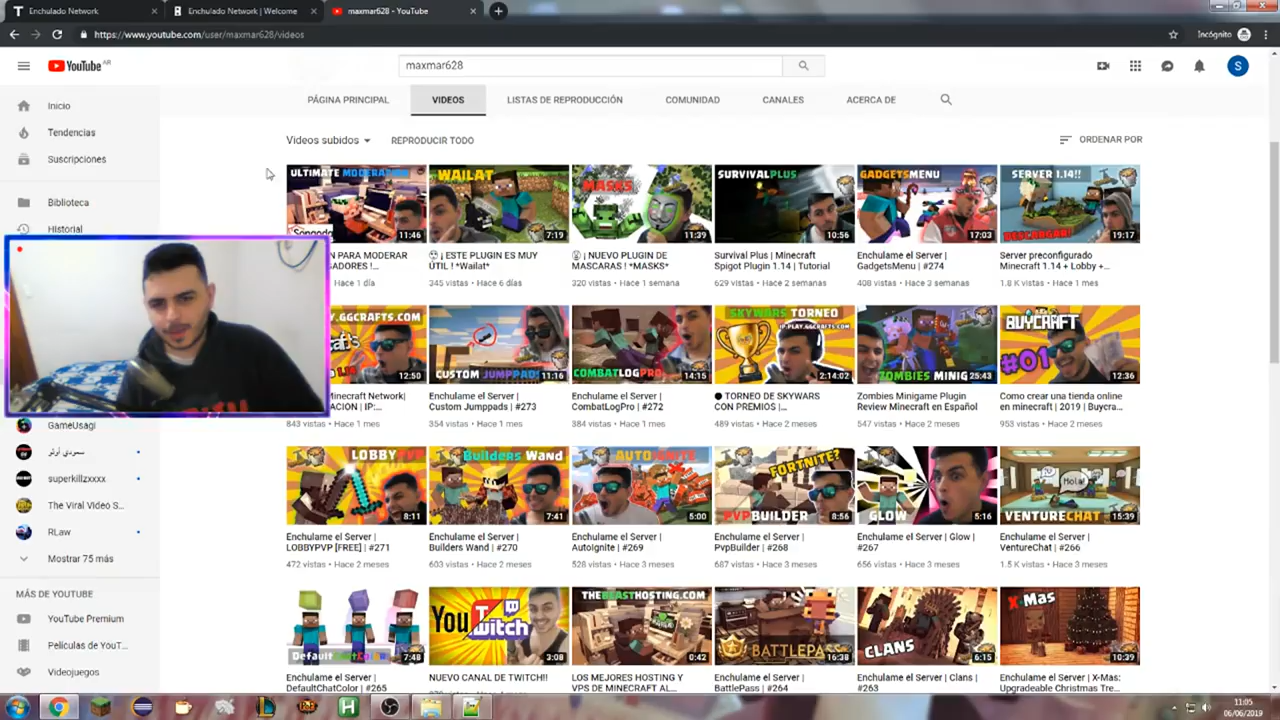 Enchulado Network
Enchulado Network | Welcome
maxmar628 - YouTube
https://www.youtube.com/user/maxmar628/videos
Incógnito
YouTube AR
maxmar628
S
PÁGINA PRINCIPAL
VIDEOS
LISTAS DE REPRODUCCIÓN
COMUNIDAD
CANALES
ACERCA DE
Videos subidos
REPRODUCIR TODO
ORDENAR POR
Inicio
Tendencias
Suscripciones
Biblioteca
Historial
ULTIMATE MODERATION
11:46
WAILAT
7:19
MASKS
11:39
SURVIVALPLUS
10:56
GADGETSMENU
17:03
SERVER 1.14!!
DESCARGAR!
19:17
N PARA MODERAR
ADORES !...
Hace 1 día
¡ ESTE PLUGIN ES MUY
ÚTIL ! *Wailat*
345 vistas • Hace 6 días
¡ NUEVO PLUGIN DE
MASCARAS ! *MASKS*
320 vistas • Hace 1 semana
Survival Plus | Minecraft
Spigot Plugin 1.14 | Tutorial
629 vistas • Hace 2 semanas
Enchulame el Server |
GadgetsMenu | #274
408 vistas • Hace 3 semanas
Server preconfigurado
Minecraft 1.14 + Lobby +...
1.8 K vistas • Hace 1 mes
Y.GGCRAFTS.COM
12:50
CUSTOM JUMPPADS
11:16
COMBATLOGPRO
14:15
SKYWARS TORNEO
IP:PLAY.GGCRAFTS.COM
2:14:02
ZOMBIES MINIG
25:43
BUYCRAFT
#01
12:36
Minecraft Network|
ACION | IP:
843 vistas • Hace 1 mes
Enchulame el Server |
Custom Jumppads | #273
354 vistas • Hace 1 mes
Enchulame el Server |
CombatLogPro | #272
384 vistas • Hace 1 mes
TORNEO DE SKYWARS
CON PREMIOS |...
489 vistas • Hace 2 meses
Zombies Minigame Plugin
Review Minecraft en Español
547 vistas • Hace 2 meses
Como crear una tienda online
en minecraft | 2019 | Buycra...
953 vistas • Hace 2 meses
GameUsagi
سعودي أوثر
superkillzxxxx
The Viral Video S...
RLaw
Mostrar 75 más
LOBBYPVP
8:11
Builders Wand
7:41
AUTOIGNITE
5:00
FORTNITE?
PVPBUILDER
8:56
GLOW
5:16
Hola!
VENTURECHAT
15:39
Enchulame el Server |
LOBBYPVP [FREE] | #271
472 vistas • Hace 2 meses
Enchulame el Server |
Builders Wand | #270
603 vistas • Hace 2 meses
Enchulame el Server |
AutoIgnite | #269
528 vistas • Hace 3 meses
Enchulame el Server |
PvpBuilder | #268
687 vistas • Hace 3 meses
Enchulame el Server | Glow |
#267
656 vistas • Hace 3 meses
Enchulame el Server |
VentureChat | #266
1.5 K vistas • Hace 3 meses
MÁS DE YOUTUBE
YouTube Premium
Películas de YouT...
Videojuegos
DefaultChatColor
7:48
YouTwitch
3:08
THEBEASTHOSTING.COM
0:42
BATTLEPASS
16:38
CLANS
6:15
X-Mas
10:39
Enchulame el Server |
DefaultChatColor | #265
NUEVO CANAL DE TWITCH!!
LOS MEJORES HOSTING Y
VPS DE MINECRAFT AL...
Enchulame el Server |
BattlePass | #264
Enchulame el Server | Clans |
#263
Enchulame el Server | X-Mas:
Upgradeable Christmas Tre...
11:05
06/06/2019